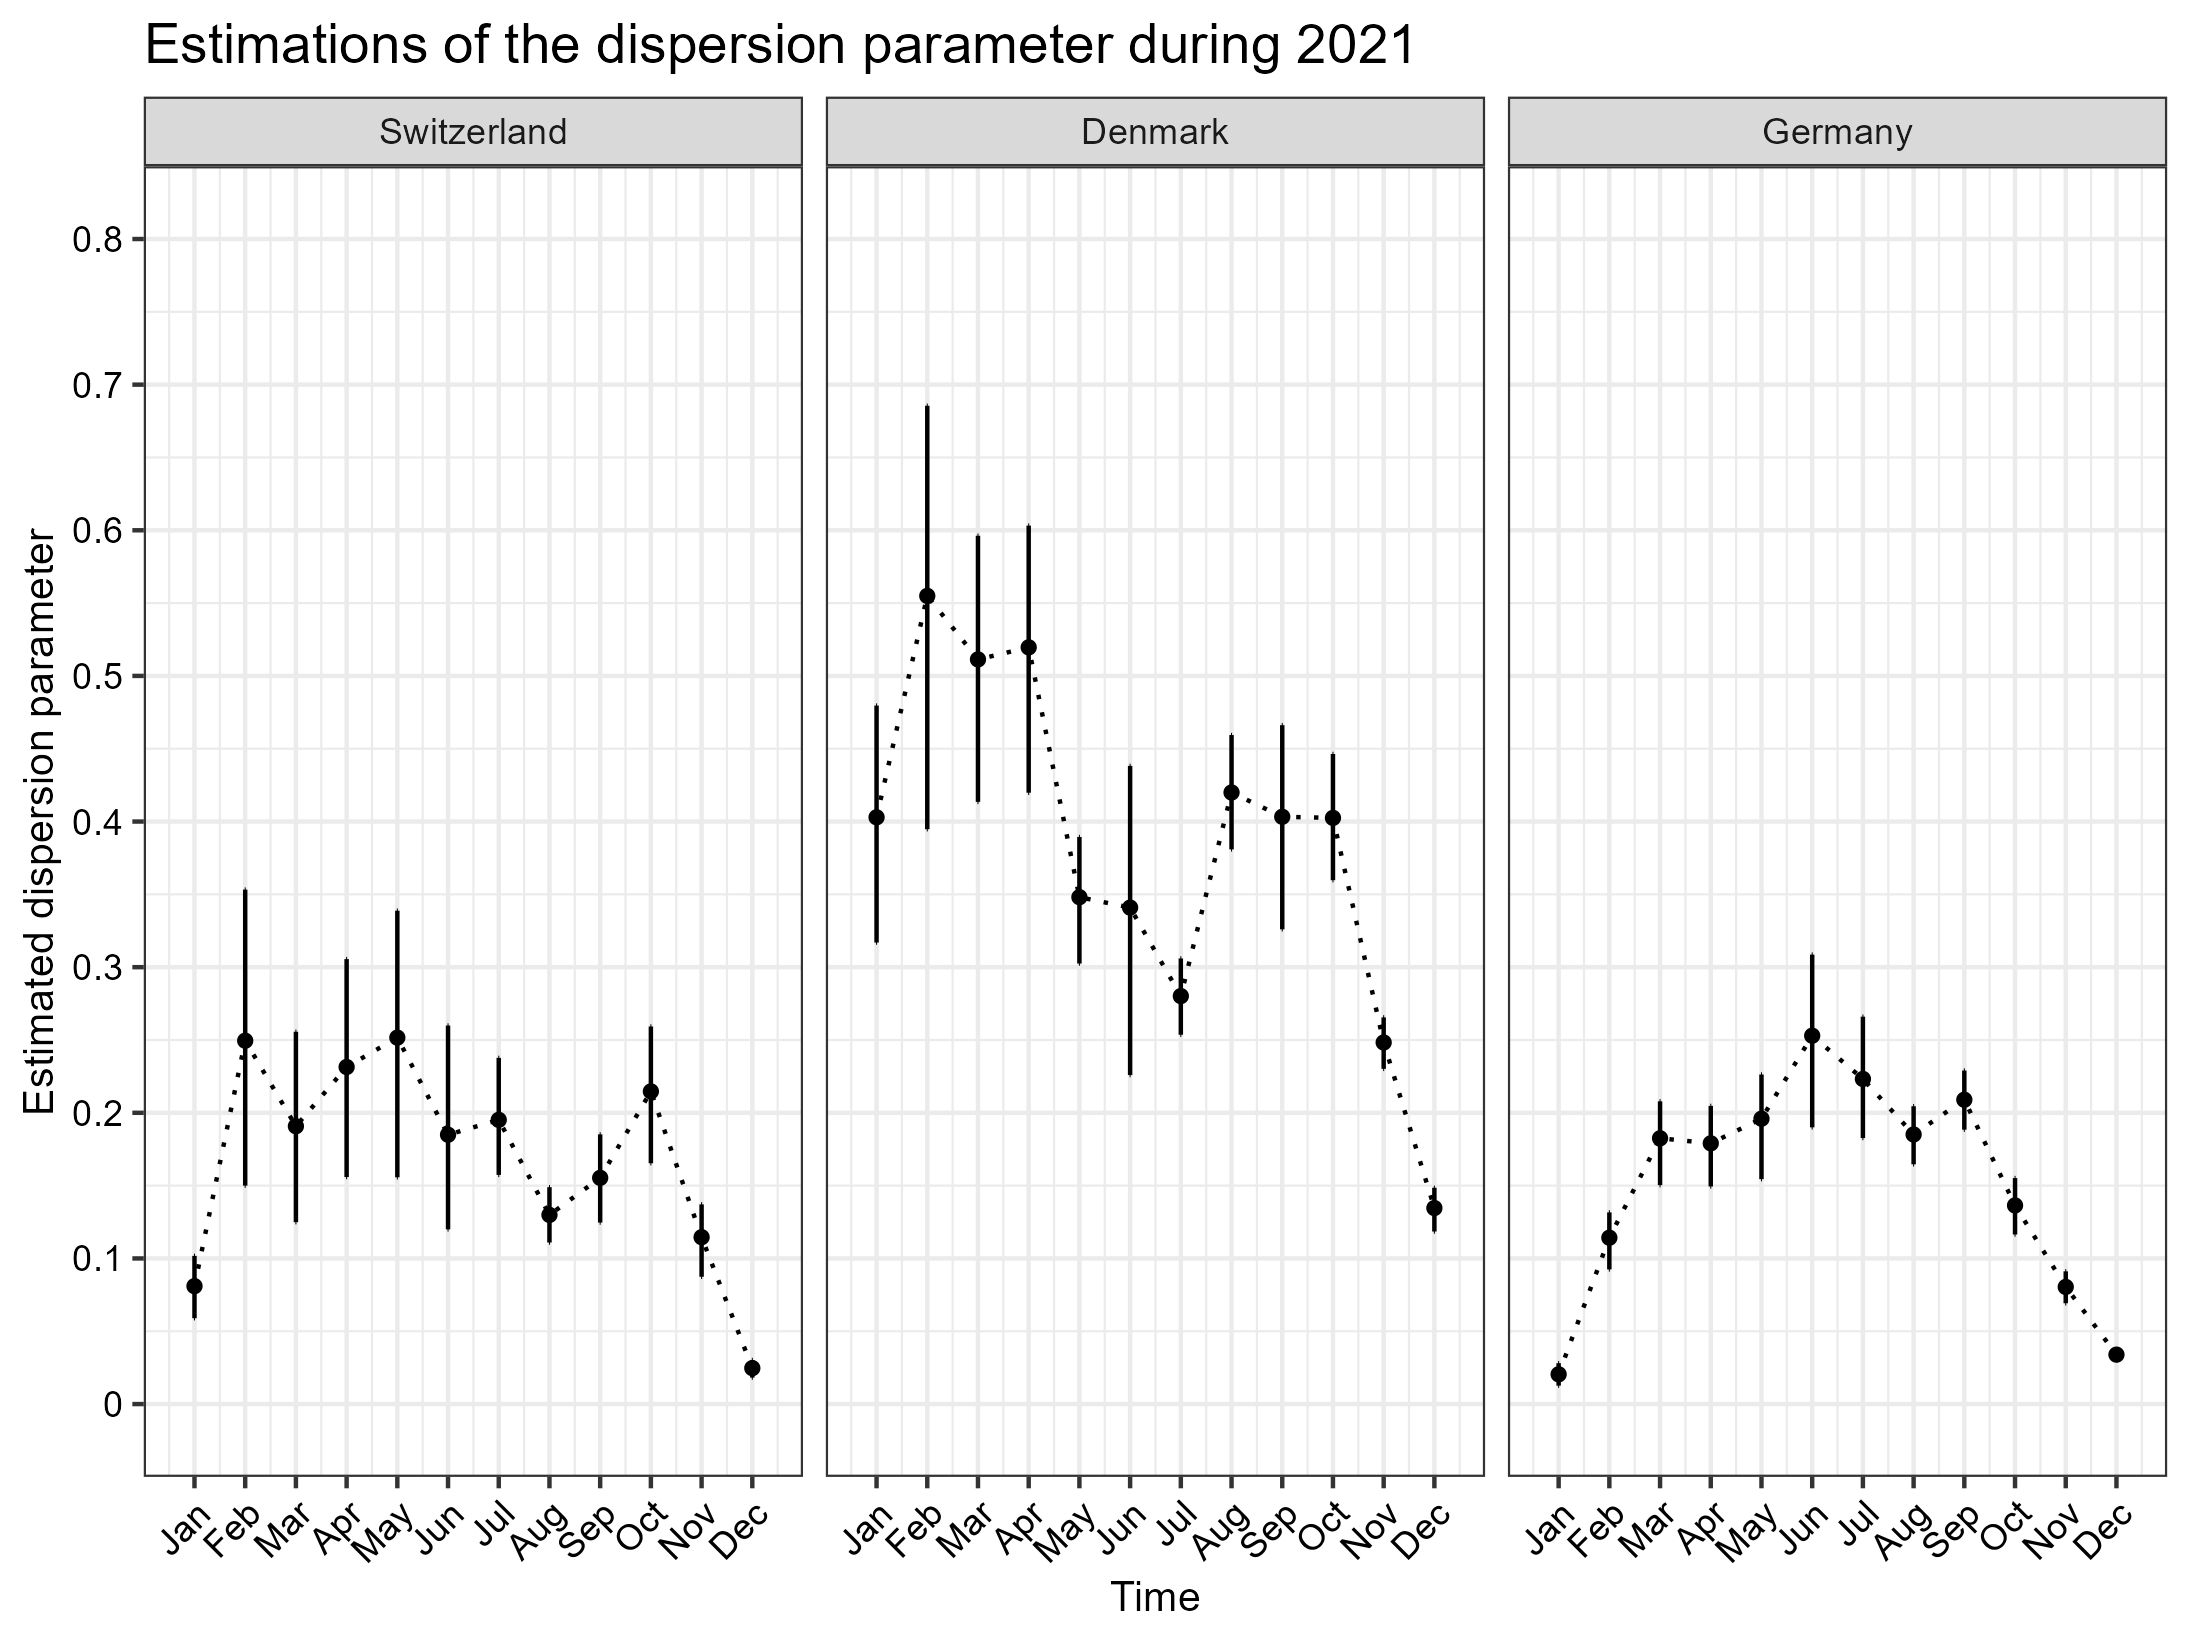 Estimations of the dispersion parameter during 2021
Switzerland
Denmark
Germany
Estimated dispersion parameter
0.8
0.7
0.6
0.5
0.4
0.3
0.2
0.1
0
Jan Feb Mar Apr May Jun Jul Aug Sep Oct Nov Dec
Jan Feb Mar Apr May Jun Jul Aug Sep Oct Nov Dec
Jan Feb Mar Apr May Jun Jul Aug Sep Oct Nov Dec
Time